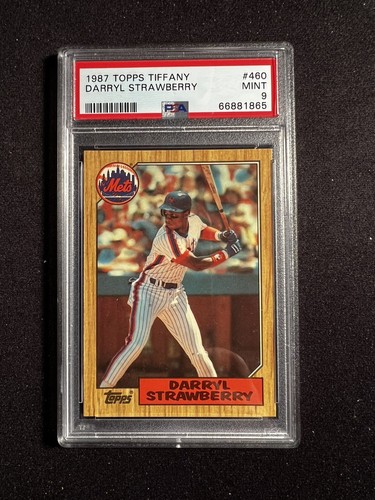 1987 TOPPS TIFFANY #460
DARRYL STRAWBERRY MINT
9
PSA 66881865
Mets
topps
DARRYL
STRAWBERRY